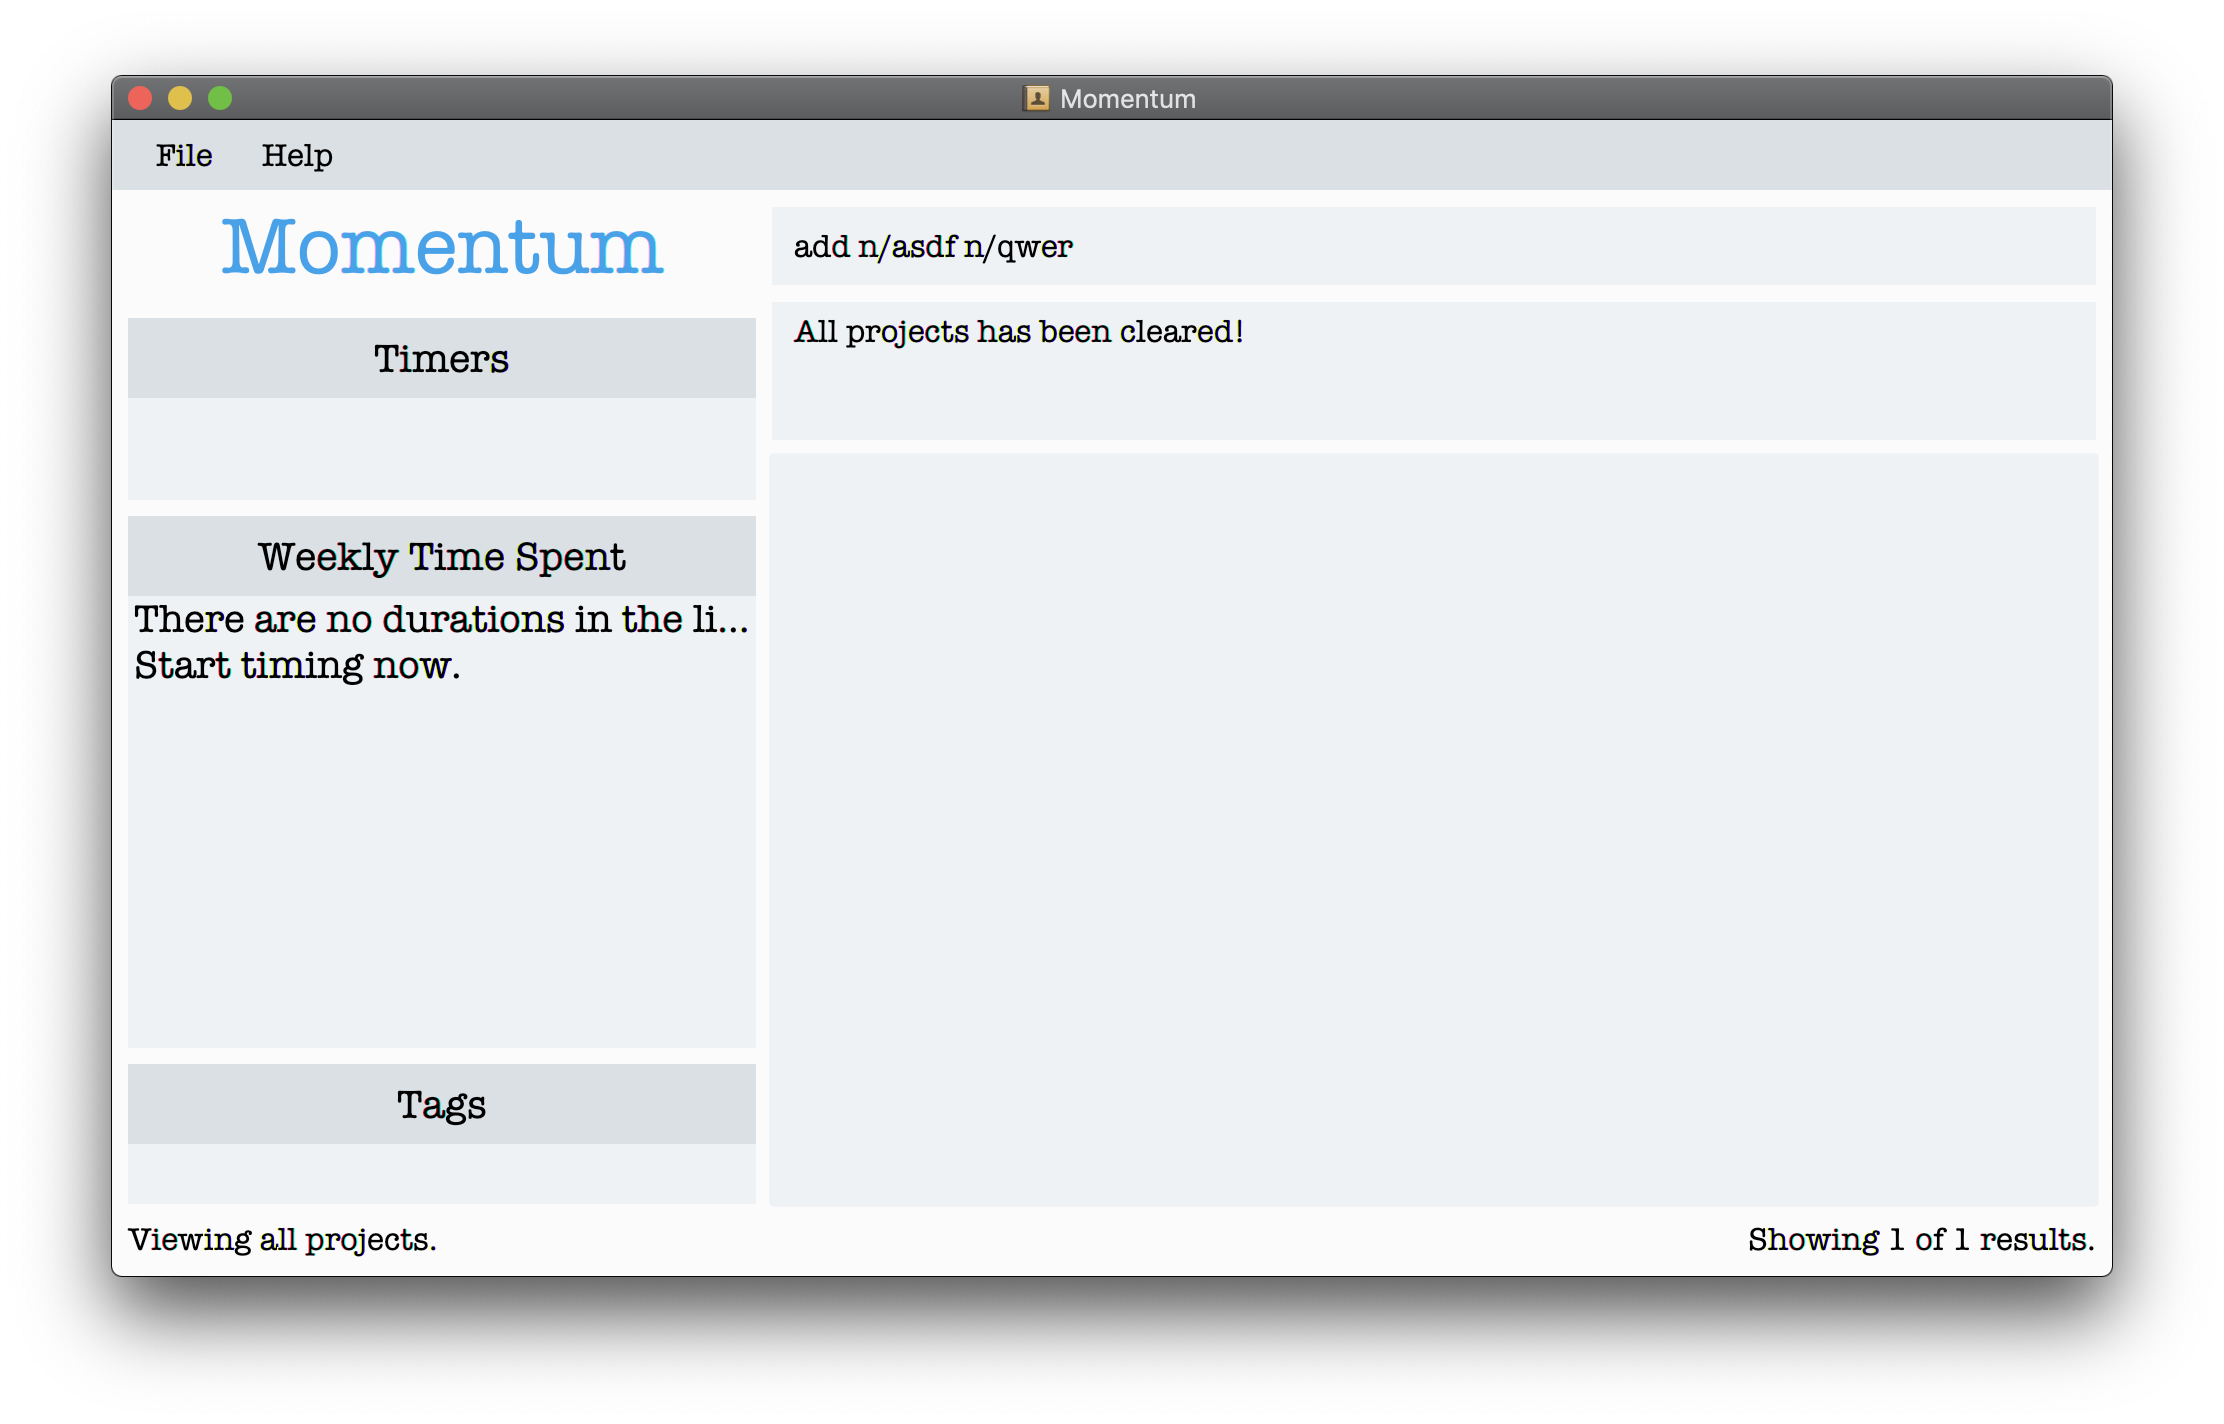 Momentum
File Help
Momentum
add n/asdf n/qwer
All projects has been cleared!
Timers
Weekly Time Spent
There are no durations in the li...
Start timing now.
Tags
Viewing all projects.
Showing 1 of 1 results.